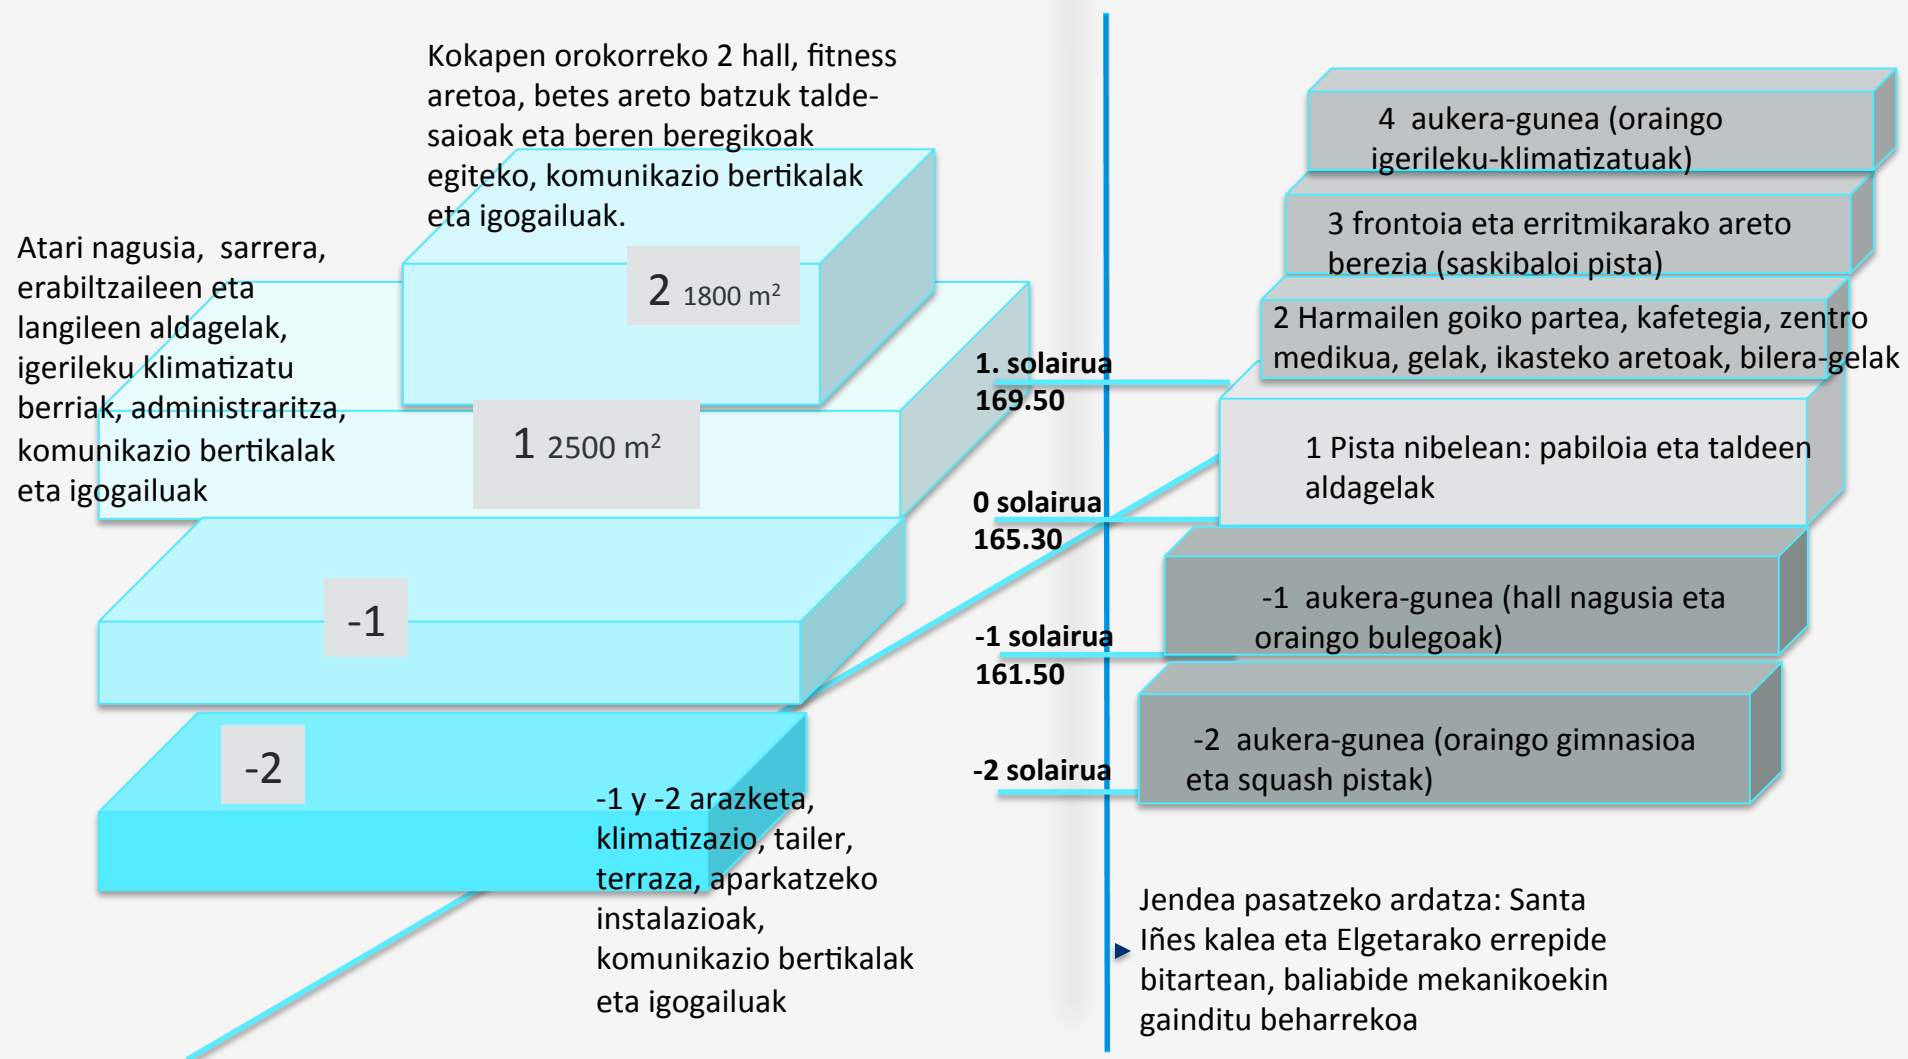 Kokapen orokorreko 2 hall, fitness
aretoa, betes areto batzuk talde-
saioak eta beren beregikoak
egiteko, komunikazio bertikalak
eta igogailuak.
Atari nagusia, sarrera,
erabiltzaileen eta
langileen aldagelak,
igerileku klimatizatu
berriak, administraritza,
komunikazio bertikalak
eta igogailuak
2 1800 m²
1 2500 m²
-1
-2
-1 y -2 arazketa,
klimatizazio, tailer,
terraza, aparkatzeko
instalazioak,
komunikazio bertikalak
eta igogailuak
1. solairua
169.50
0 solairua
165.30
-1 solairua
161.50
-2 solairua
4 aukera-gunea (oraingo
igerileku-klimatizatuak)
3 frontoia eta erritmikarako areto
berezia (saskibaloi pista)
2 Harmailen goiko partea, kafetegia, zentro
medikua, gelak, ikasteko aretoak, bilera-gelak
1 Pista nibelean: pabiloia eta taldeen
aldagelak
-1 aukera-gunea (hall nagusia eta
oraingo bulegoak)
-2 aukera-gunea (oraingo gimnasioa
eta squash pistak)
Jendea pasatzeko ardatza: Santa
Iñes kalea eta Elgetarako errepide
bitartean, baliabide mekanikoekin
gainditu beharrekoa